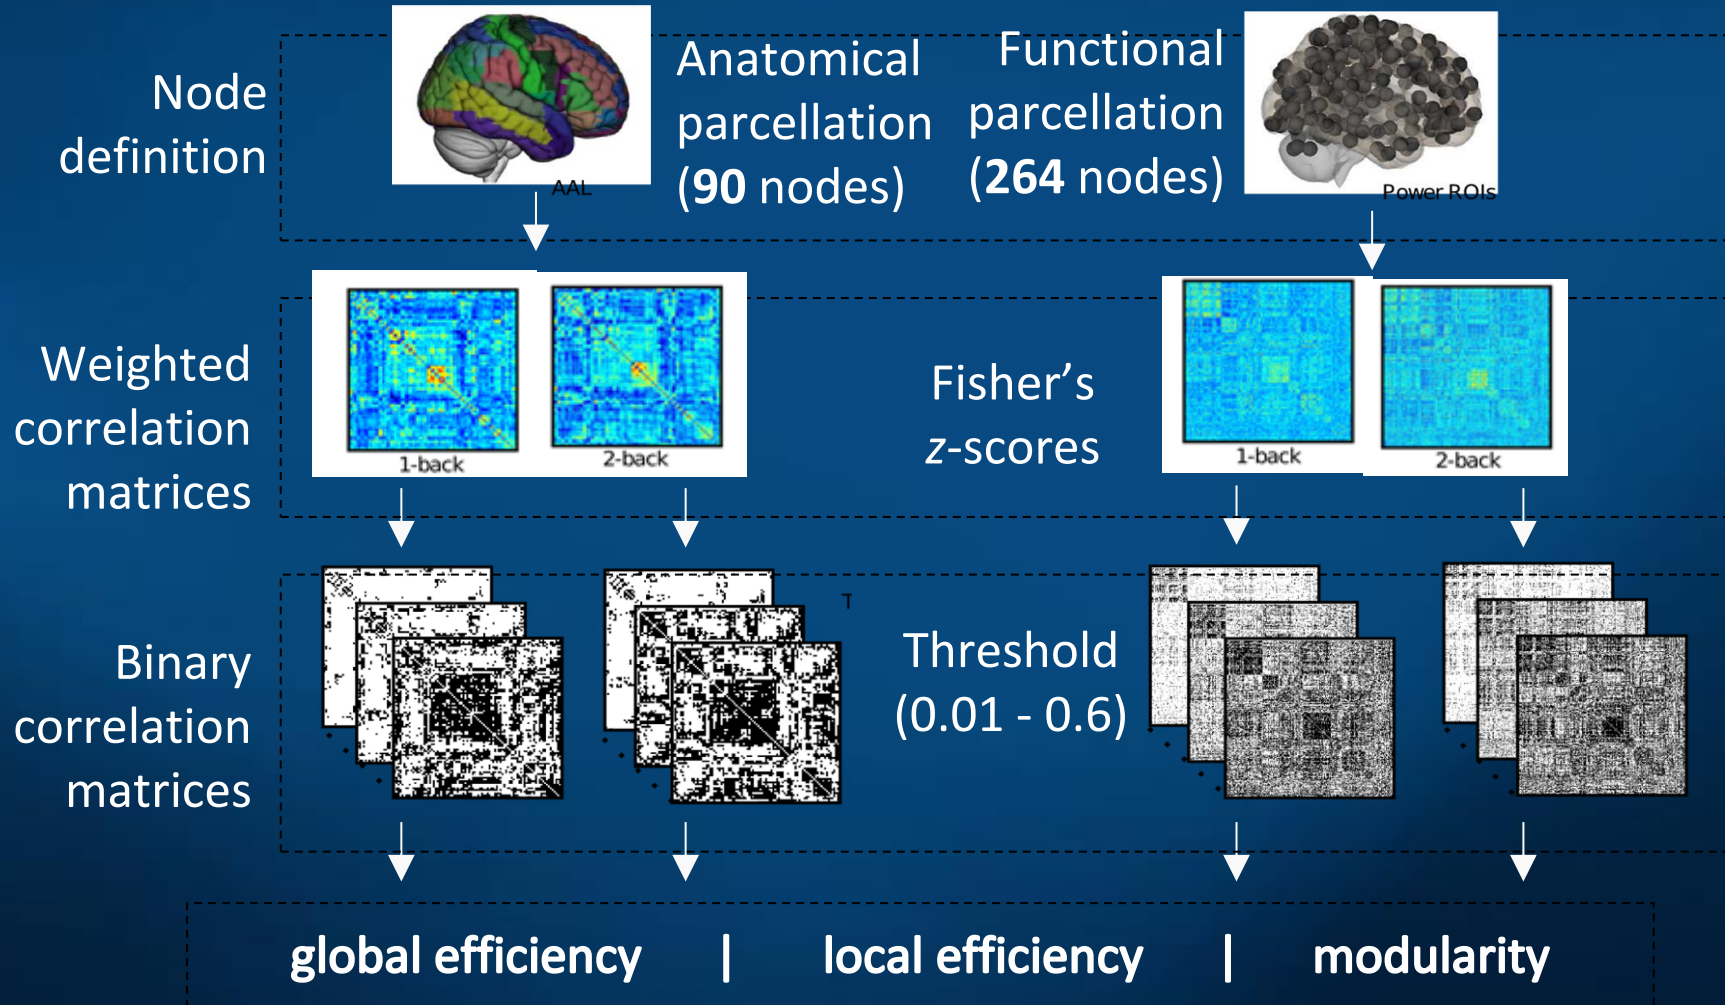 Node
definition
AAL
Anatomical
parcellation
(90 nodes)
Functional
parcellation
(264 nodes)
Power ROIs
Weighted
correlation
matrices
1-back
2-back
Fisher’s
z-scores
1-back
2-back
Binary
correlation
matrices
T
Threshold
(0.01 - 0.6)
global efficiency | local efficiency | modularity